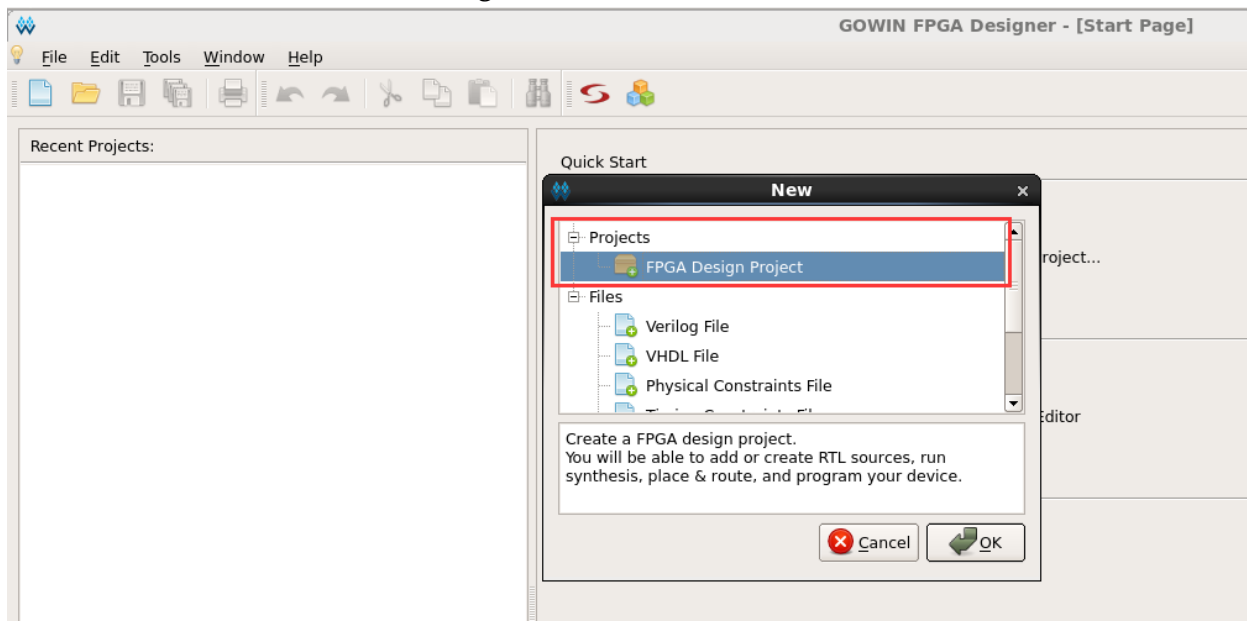 GOWIN FPGA Designer - [Start Page]
File Edit Tools Window Help
Recent Projects:
Quick Start
New
Projects
FPGA Design Project
Files
Verilog File
VHDL File
Physical Constraints File
Create a FPGA design project.
You will be able to add or create RTL sources, run
synthesis, place & route, and program your device.
Cancel OK
roject...
Editor